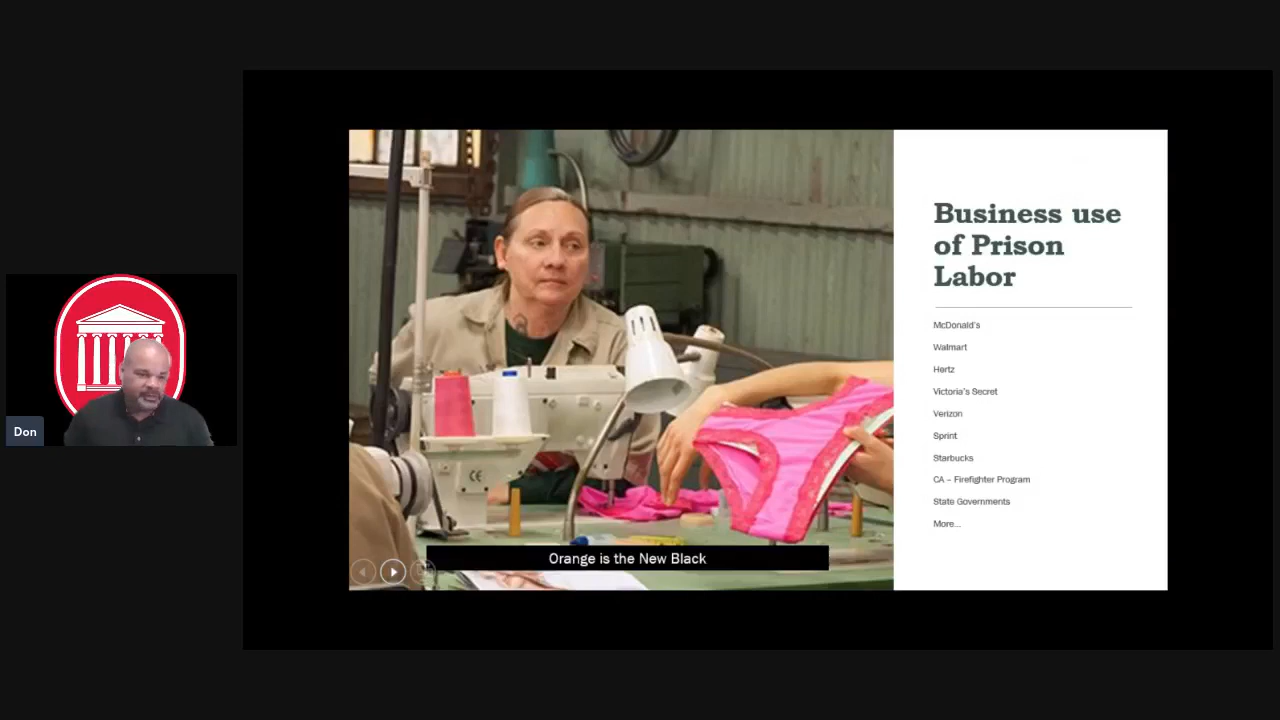 Don
Business use
of Prison
Labor
McDonald's
Walmart
Hertz
Victoria's Secret
Verizon
Sprint
Starbucks
CA – Firefighter Program
State Governments
More...
CE
Orange is the New Black